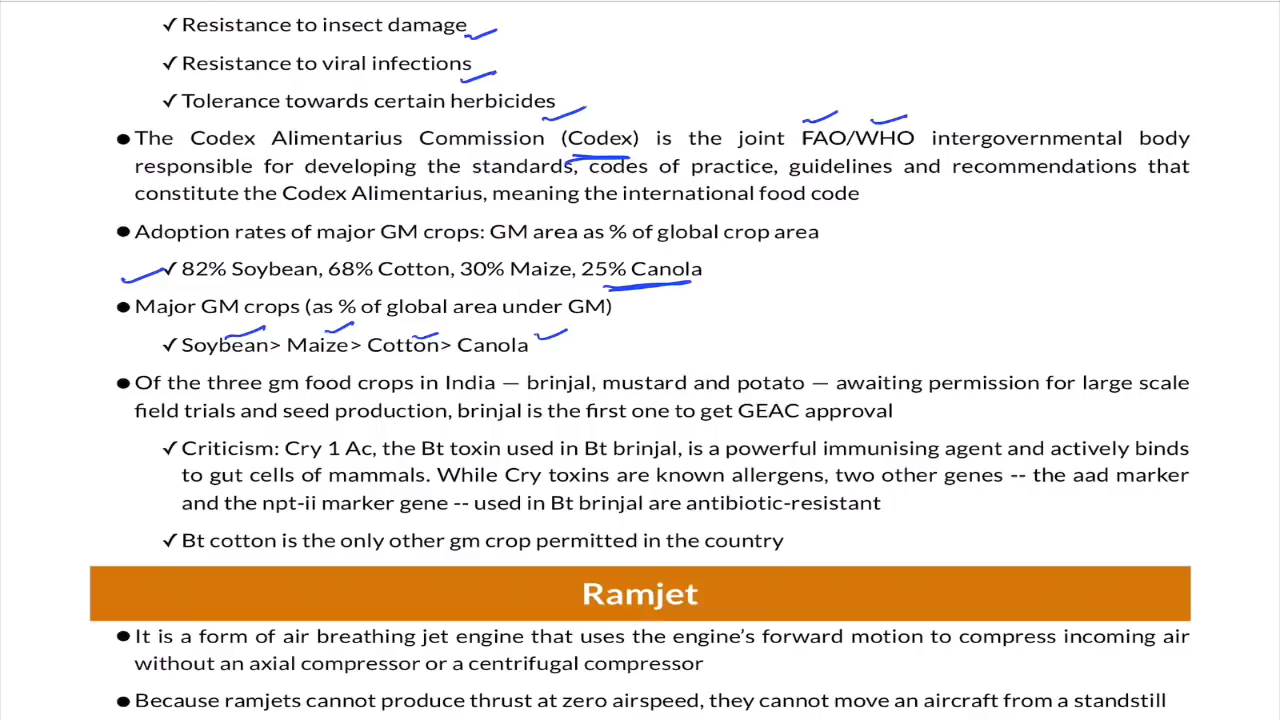 ✓ Resistance to insect damage
✓ Resistance to viral infections
✓ Tolerance towards certain herbicides
● The Codex Alimentarius Commission (Codex) is the joint FAO/WHO intergovernmental body
responsible for developing the standards, codes of practice, guidelines and recommendations that
constitute the Codex Alimentarius, meaning the international food code
● Adoption rates of major GM crops: GM area as % of global crop area
✓ 82% Soybean, 68% Cotton, 30% Maize, 25% Canola
● Major GM crops (as % of global area under GM)
✓ Soybean> Maize> Cotton> Canola
● Of the three gm food crops in India — brinjal, mustard and potato — awaiting permission for large scale
field trials and seed production, brinjal is the first one to get GEAC approval
✓ Criticism: Cry 1 Ac, the Bt toxin used in Bt brinjal, is a powerful immunising agent and actively binds
to gut cells of mammals. While Cry toxins are known allergens, two other genes -- the aad marker
and the npt-ii marker gene -- used in Bt brinjal are antibiotic-resistant
✓ Bt cotton is the only other gm crop permitted in the country
Ramjet
● It is a form of air breathing jet engine that uses the engine's forward motion to compress incoming air
without an axial compressor or a centrifugal compressor
● Because ramjets cannot produce thrust at zero airspeed, they cannot move an aircraft from a standstill